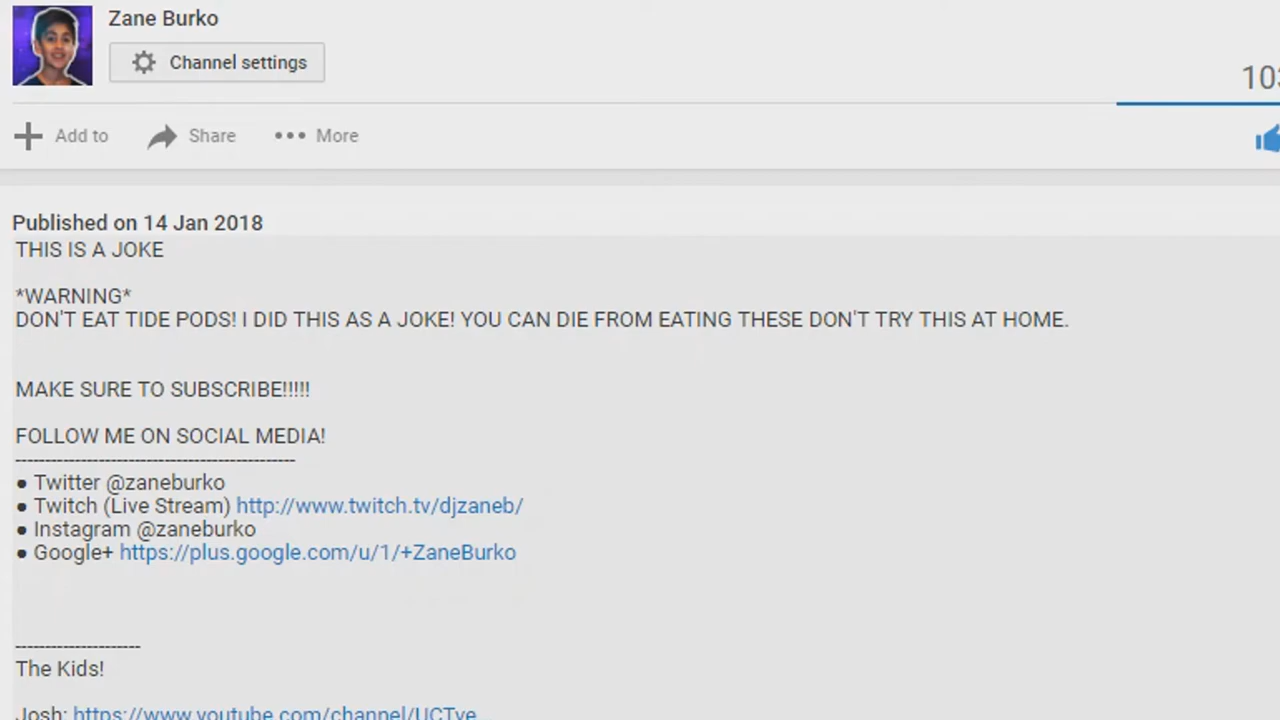 Zane Burko
Channel settings
103
Add to Share More
Published on 14 Jan 2018
THIS IS A JOKE
*WARNING*
DON'T EAT TIDE PODS! I DID THIS AS A JOKE! YOU CAN DIE FROM EATING THESE DON'T TRY THIS AT HOME.
MAKE SURE TO SUBSCRIBE!!!!!
FOLLOW ME ON SOCIAL MEDIA!
----------------------------------------------
● Twitter @zaneburko
● Twitch (Live Stream) http://www.twitch.tv/djzaneb/
● Instagram @zaneburko
● Google+ https://plus.google.com/u/1/+ZaneBurko
---------------------
The Kids!
Josh: https://www.youtube.com/channel/UCTve